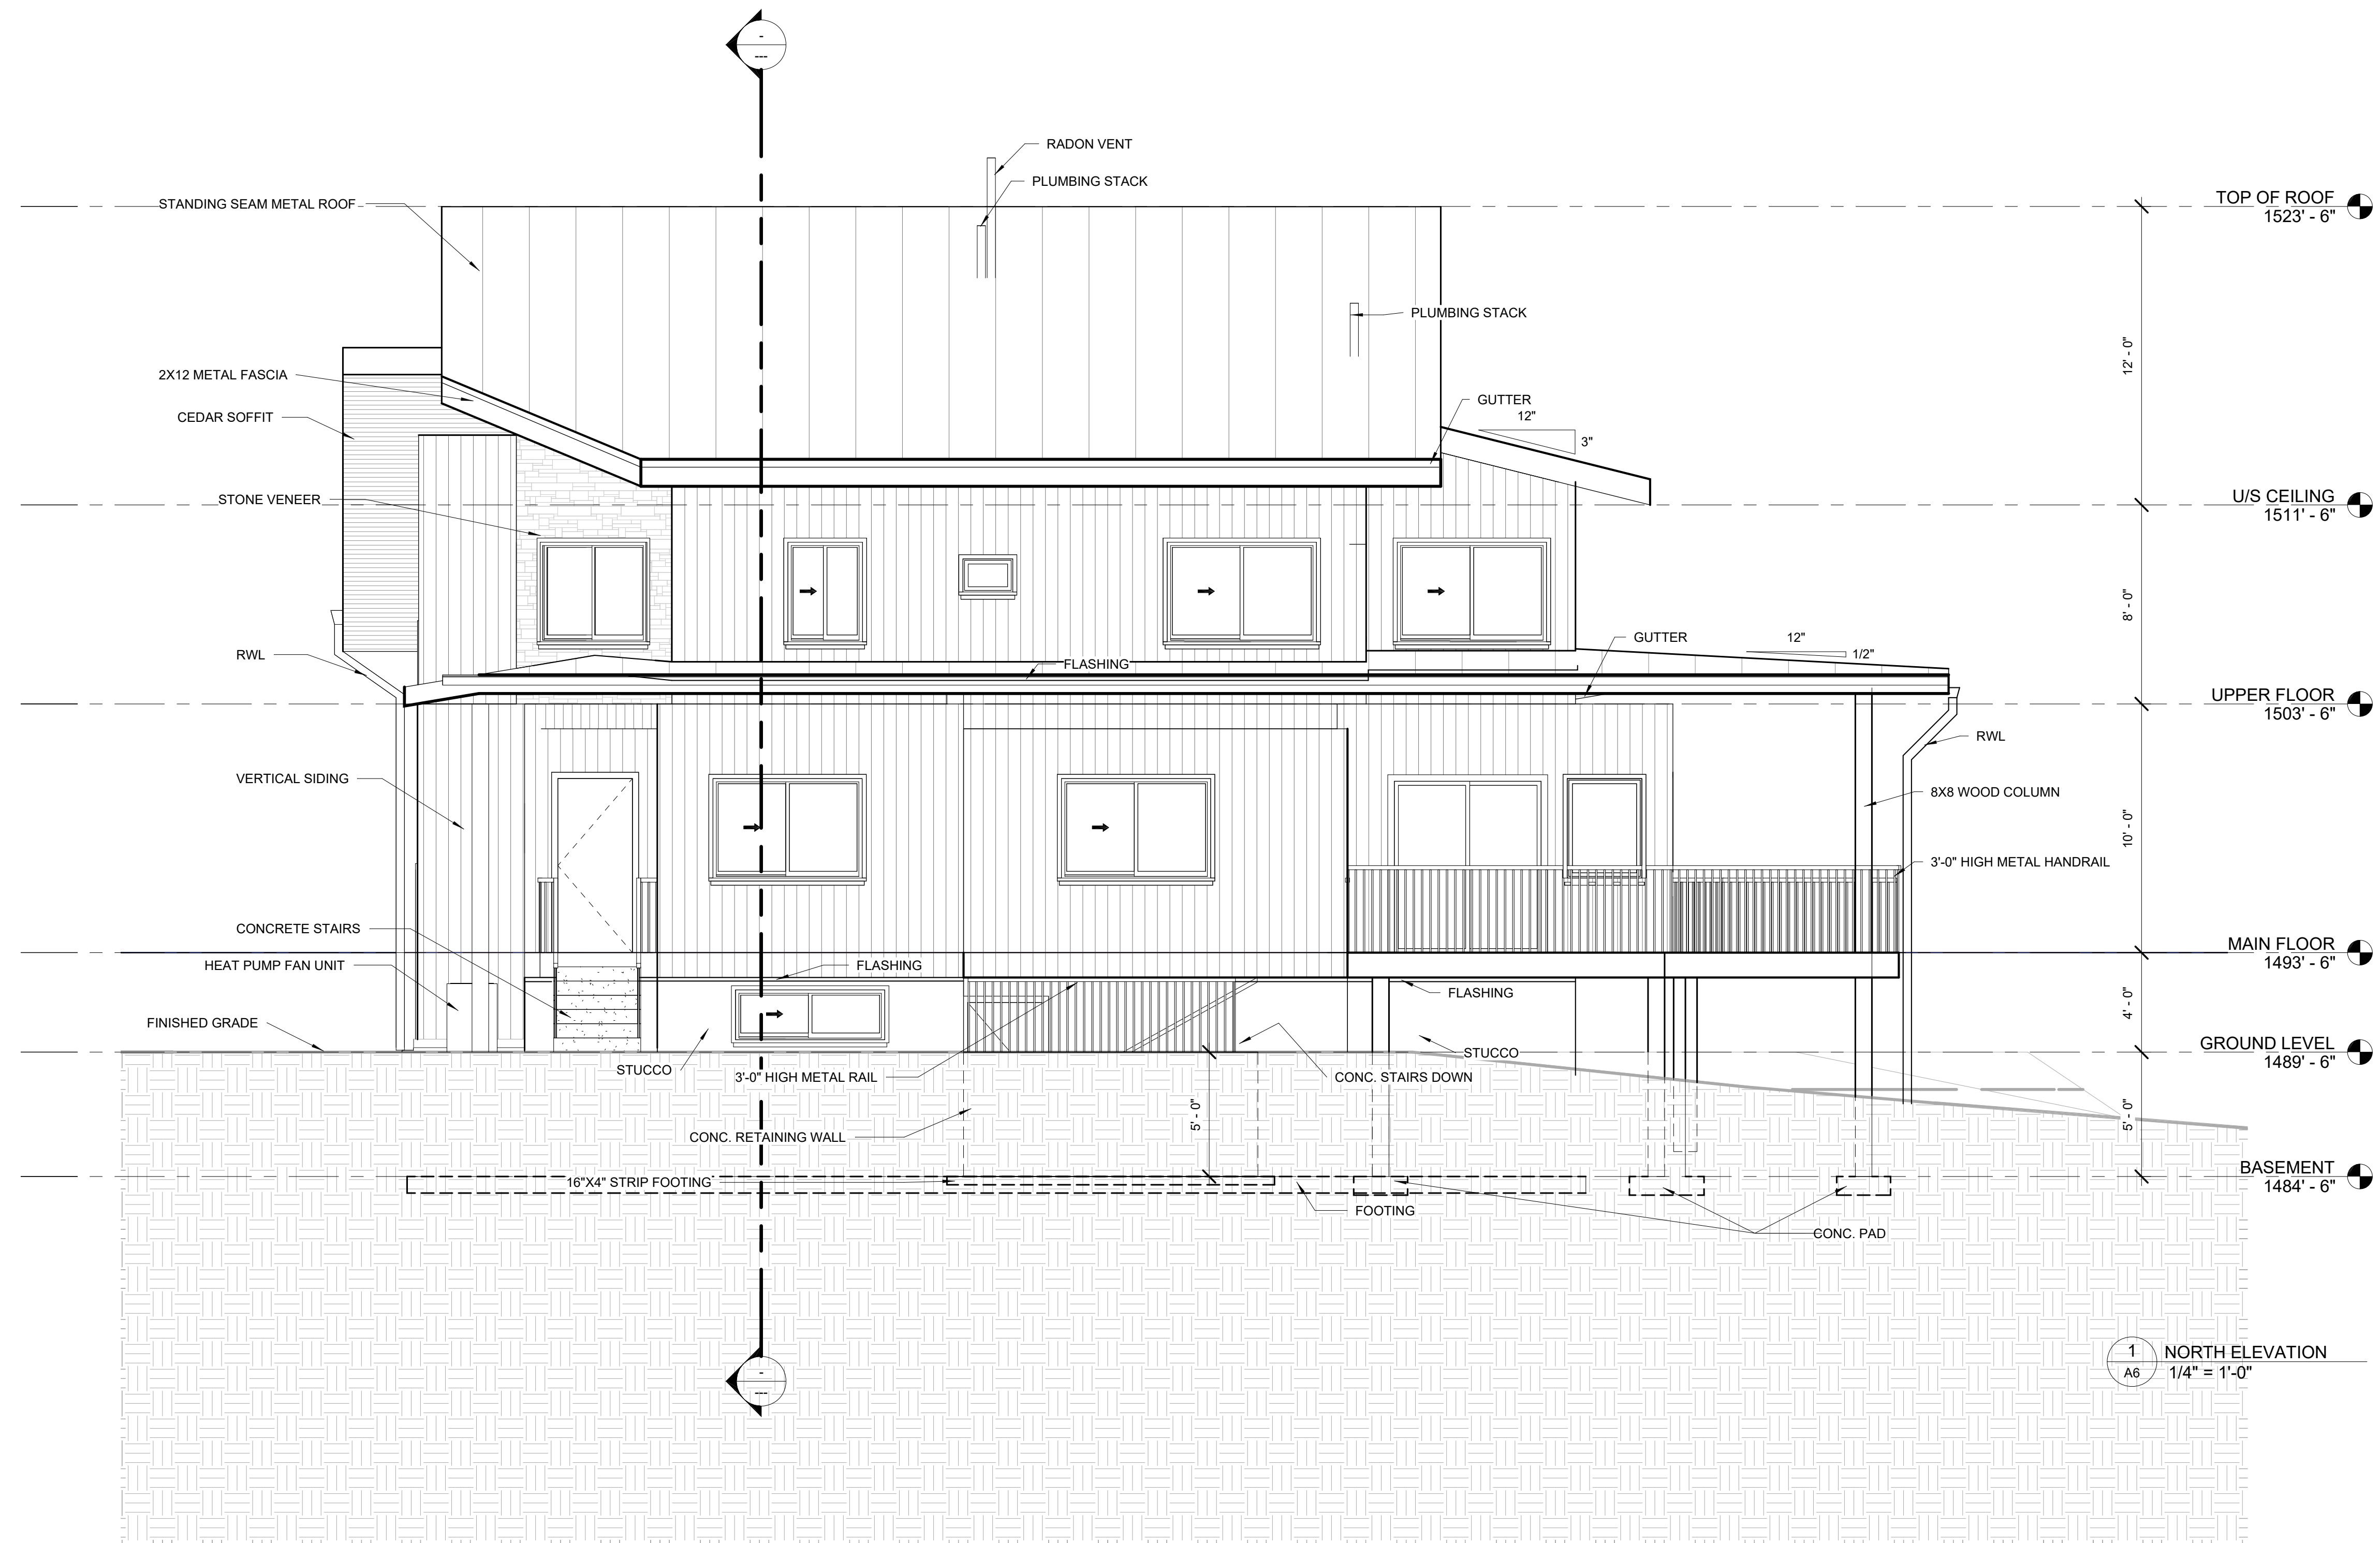 -
---
RADON VENT
PLUMBING STACK
STANDING SEAM METAL ROOF
TOP OF ROOF
1523' - 6"
PLUMBING STACK
12' - 0"
2X12 METAL FASCIA
GUTTER
12"
3"
CEDAR SOFFIT
STONE VENEER
U/S CEILING
1511' - 6"
8' - 0"
GUTTER
12"
1/2"
RWL
FLASHING
UPPER FLOOR
1503' - 6"
RWL
VERTICAL SIDING
8X8 WOOD COLUMN
10' - 0"
3'-0" HIGH METAL HANDRAIL
CONCRETE STAIRS
MAIN FLOOR
1493' - 6"
HEAT PUMP FAN UNIT
FLASHING
FLASHING
4' - 0"
FINISHED GRADE
GROUND LEVEL
1489' - 6"
STUCCO
STUCCO
3'-0" HIGH METAL RAIL
CONC. STAIRS DOWN
5' - 0"
5' - 0"
CONC. RETAINING WALL
BASEMENT
1484' - 6"
16"X4" STRIP FOOTING
FOOTING
CONC. PAD
1
A6
NORTH ELEVATION
1/4" = 1'-0"
-
---